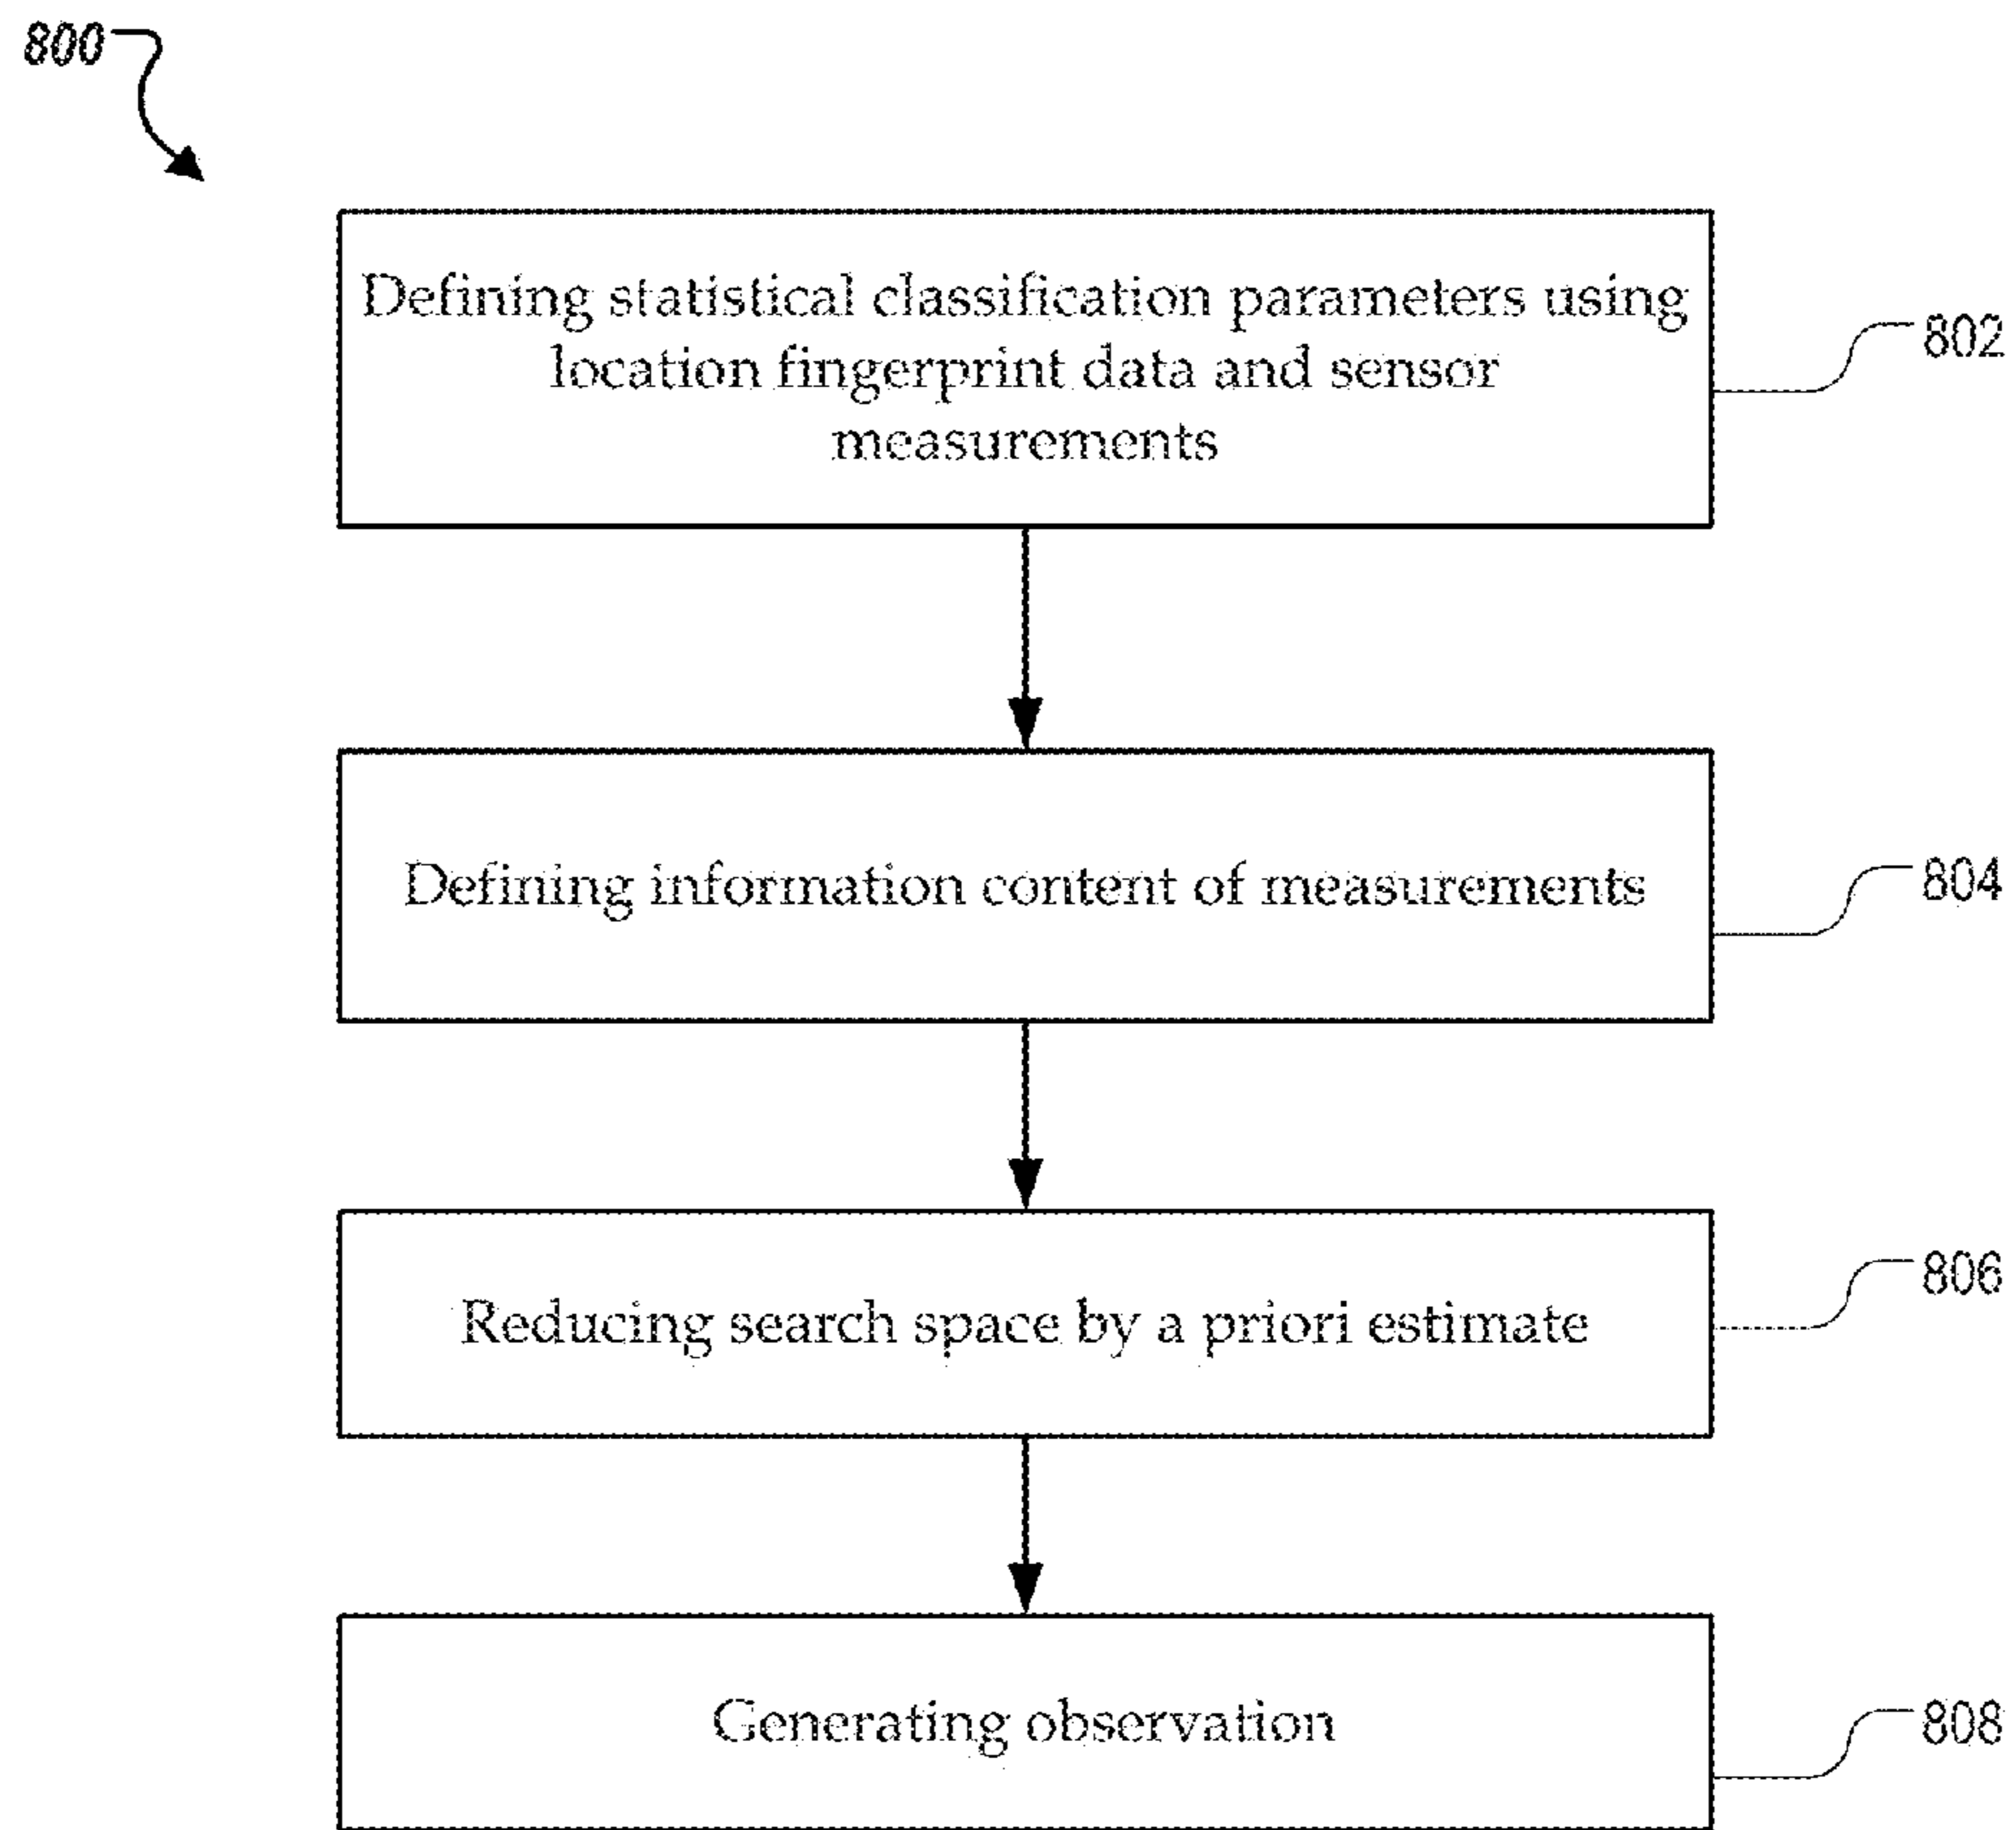 800
Defining statistical classification parameters using
location fingerprint data and sensor
measurements
802
Defining information content of measurements
804
Reducing search space by a priori estimate
806
Generating observation
808